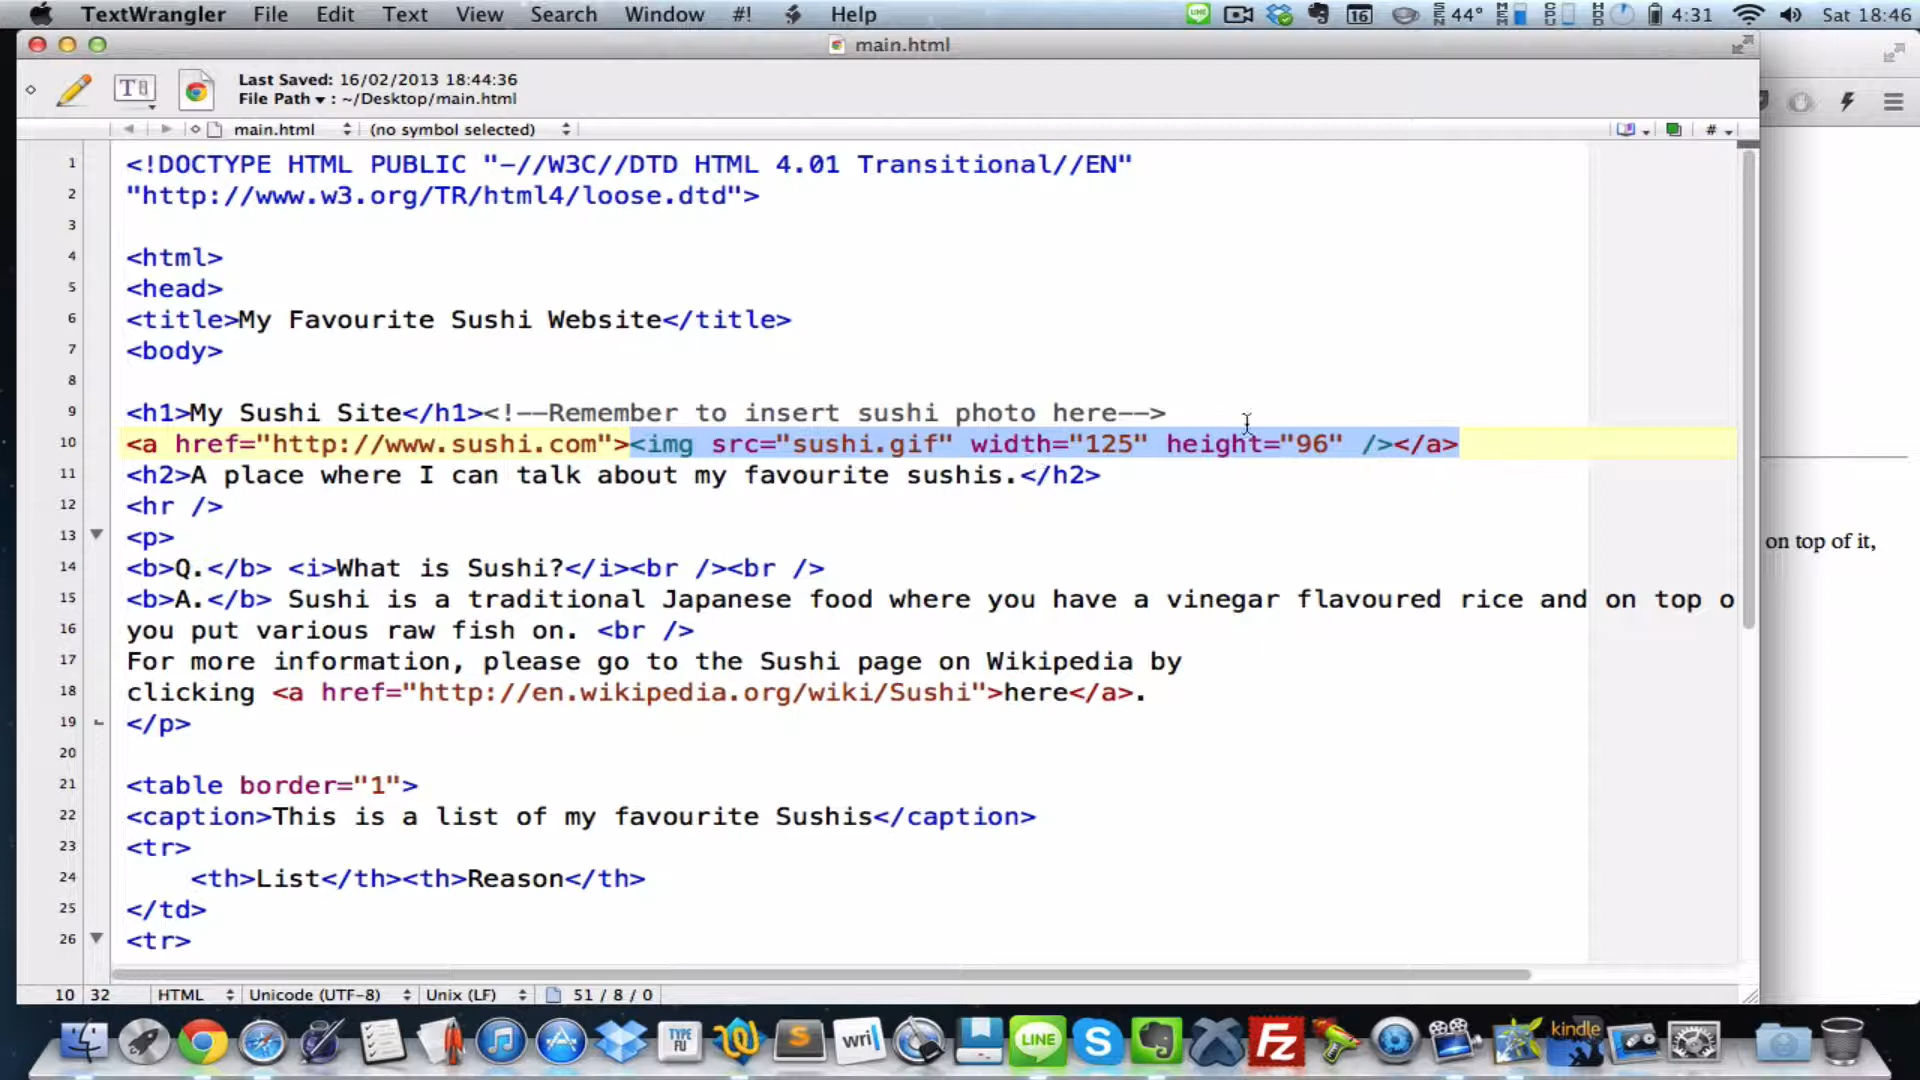 TextWrangler File Edit Text View Search Window #! Help 16 44° 4:31 Sat 18:46
main.html
Last Saved: 16/02/2013 18:44:36
File Path ▾ : ~/Desktop/main.html
main.html (no symbol selected) #
1 <!DOCTYPE HTML PUBLIC "-//W3C//DTD HTML 4.01 Transitional//EN"
2 "http://www.w3.org/TR/html4/loose.dtd">
3
4 <html>
5 <head>
6 <title>My Favourite Sushi Website</title>
7 <body>
8
9 <h1>My Sushi Site</h1><!--Remember to insert sushi photo here-->
10 <a href="http://www.sushi.com"><img src="sushi.gif" width="125" height="96" /></a>
11 <h2>A place where I can talk about my favourite sushis.</h2>
12 <hr />
13 <p>
on top of it,
14 <b>Q.</b> <i>What is Sushi?</i><br /><br />
15 <b>A.</b> Sushi is a traditional Japanese food where you have a vinegar flavoured rice and on top o
16 you put various raw fish on. <br />
17 For more information, please go to the Sushi page on Wikipedia by
18 clicking <a href="http://en.wikipedia.org/wiki/Sushi">here</a>.
19 </p>
20
21 <table border="1">
22 <caption>This is a list of my favourite Sushis</caption>
23 <tr>
24 <th>List</th><th>Reason</th>
25 </td>
26 <tr>
10 32 HTML Unicode (UTF-8) Unix (LF) 51 / 8 / 0
TYPE FU S wri LINE S Fz kindle